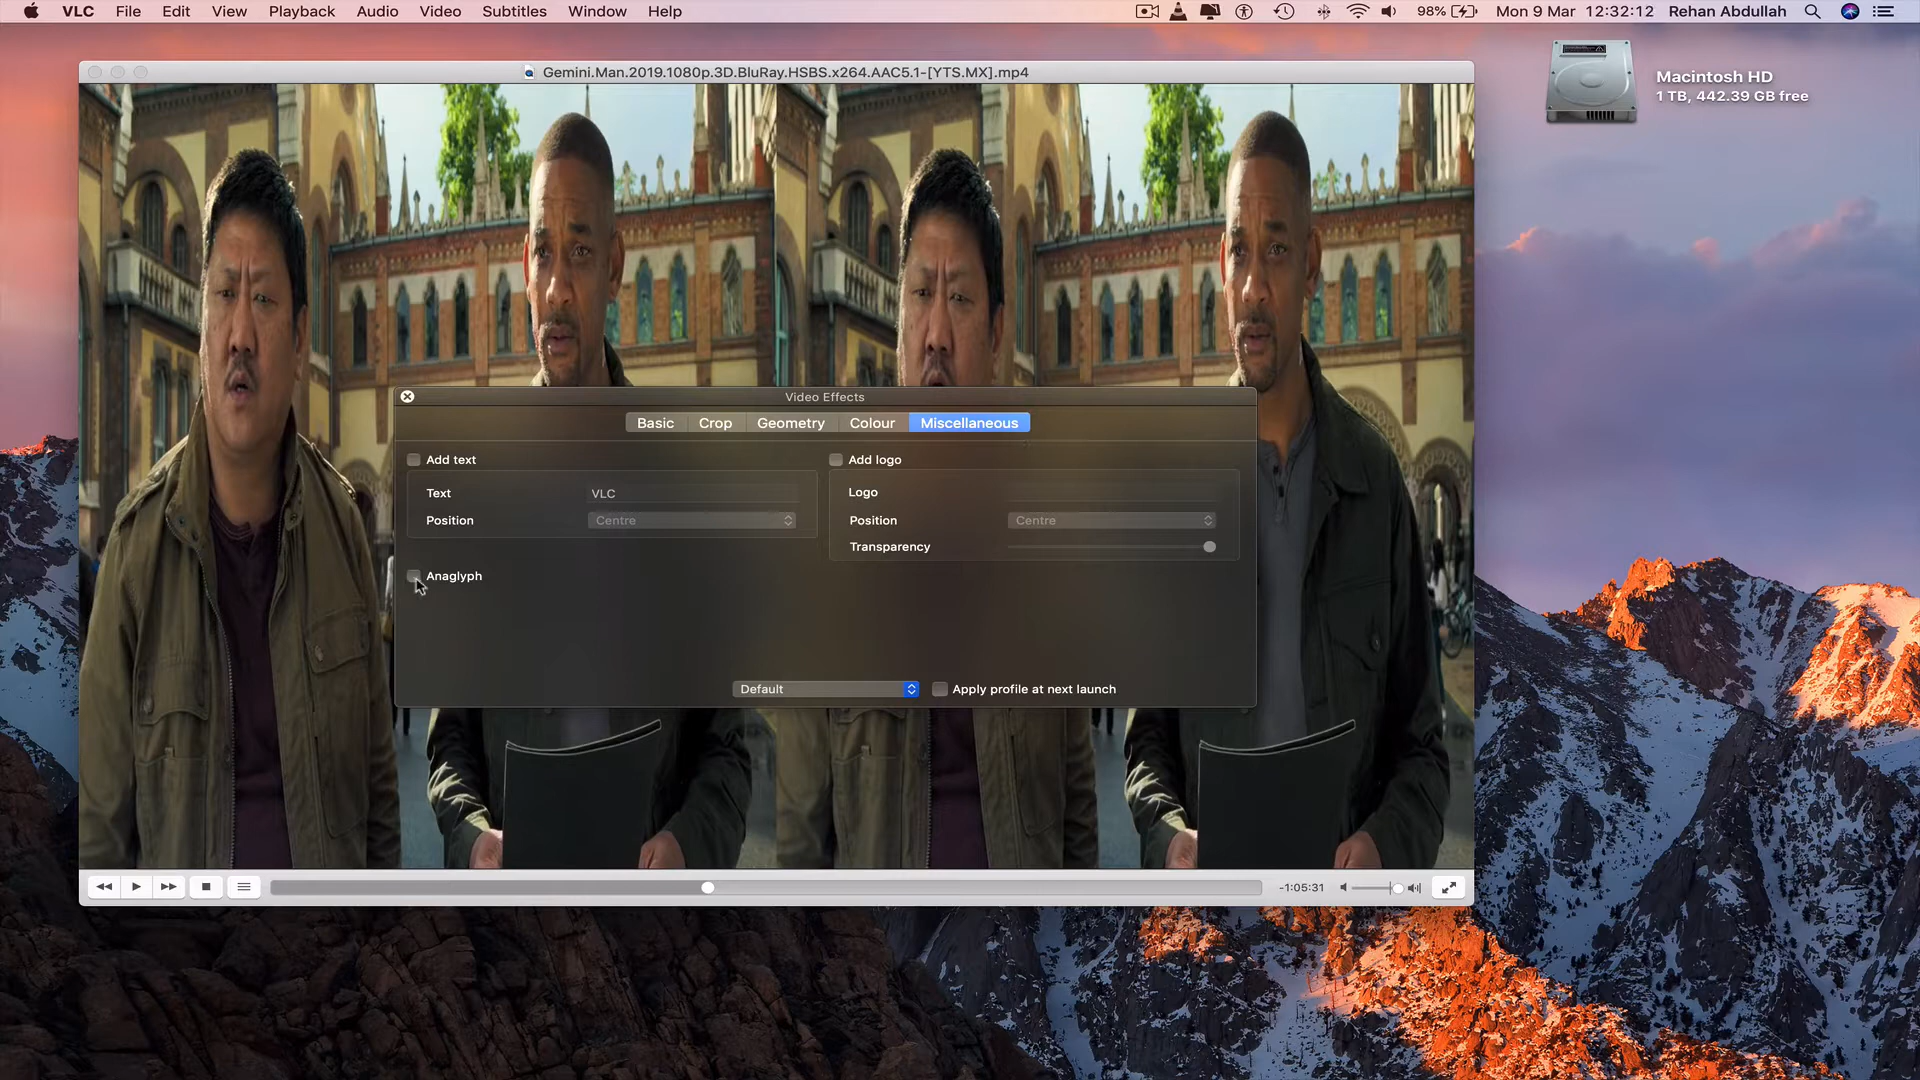 VLC File Edit View Playback Audio Video Subtitles Window Help 98% Mon 9 Mar 12:32:12 Rehan Abdullah
Gemini.Man.2019.1080p.3D.BluRay.HSBS.x264.AAC5.1-[YTS.MX].mp4
Macintosh HD
1 TB, 442.39 GB free
Video Effects
Basic Crop Geometry Colour Miscellaneous
Add text
Text VLC
Position Centre
Add logo
Logo
Position Centre
Transparency
Anaglyph
Default Apply profile at next launch
-1:05:31